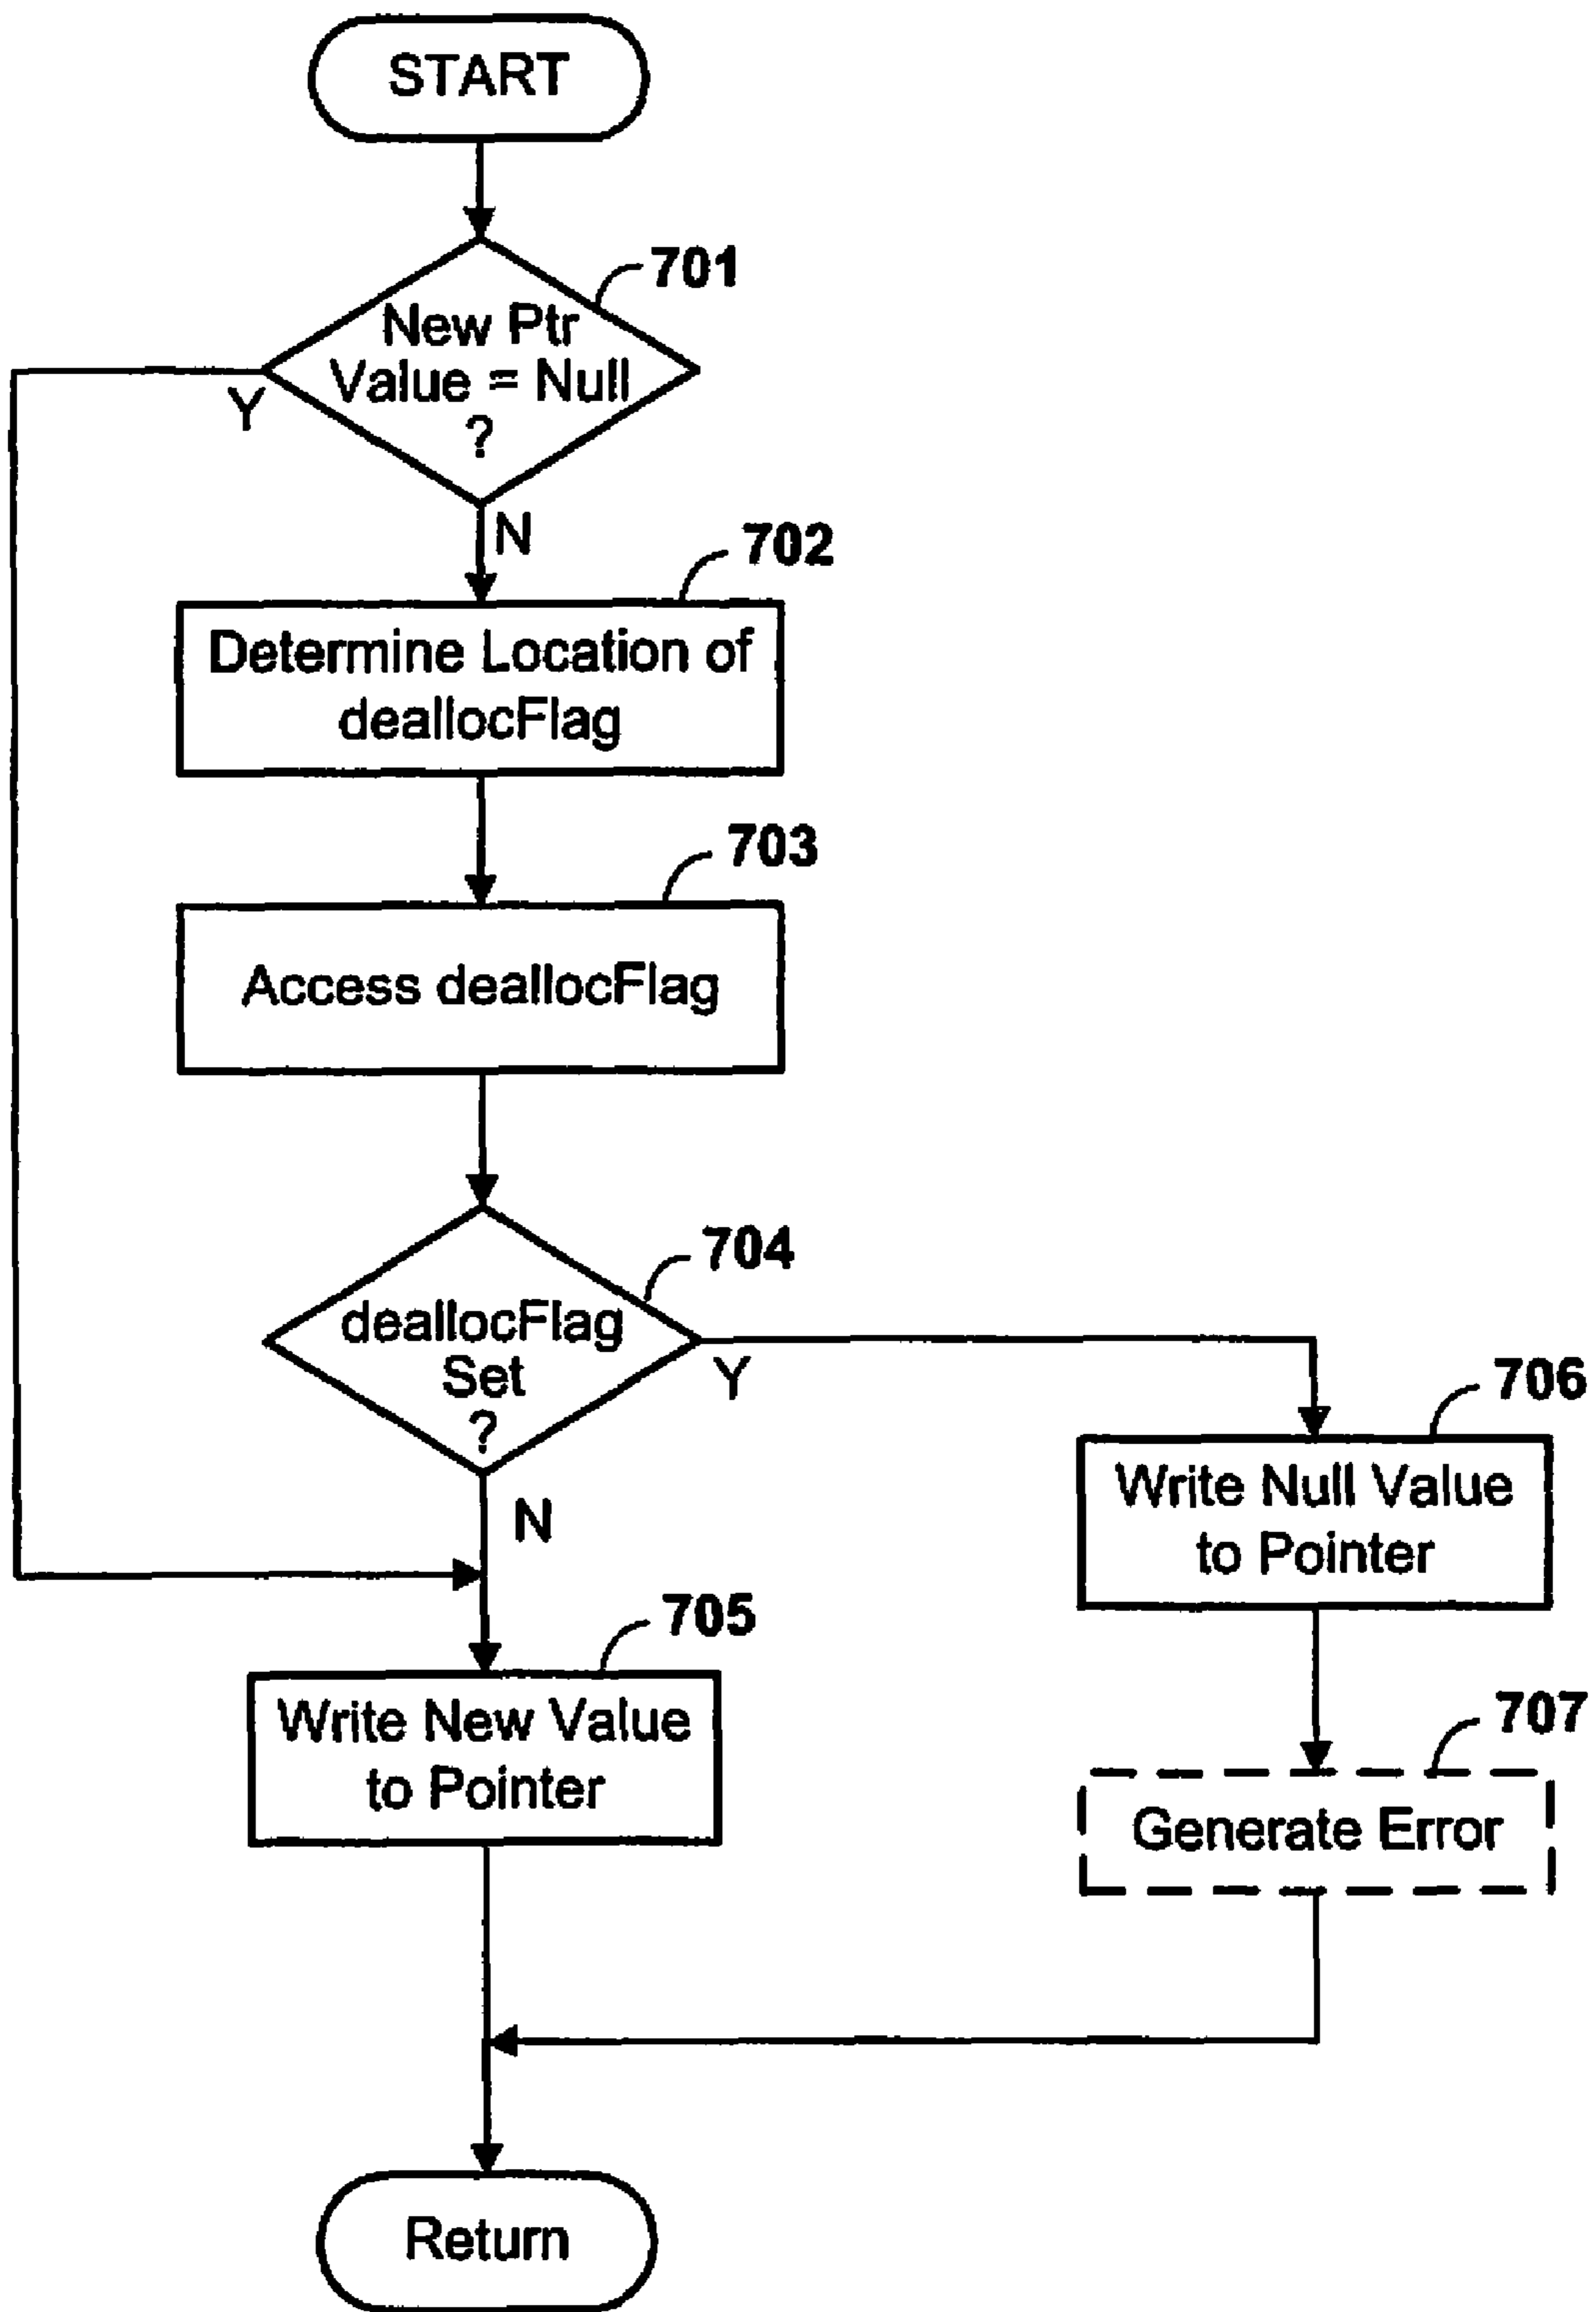 START
701
New Ptr
Value = Null
?
Y
N
702
Determine Location of
deallocFlag
703
Access deallocFlag
704
deallocFlag
Set
?
Y
N
706
Write Null Value
to Pointer
705
Write New Value
to Pointer
707
Generate Error
Return